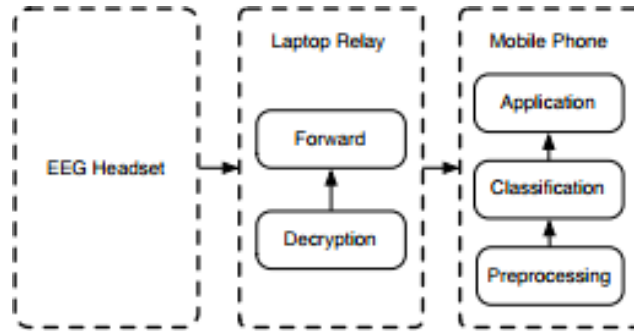 EEG Headset
Laptop Relay
Forward
Decryption
Mobile Phone
Application
Classification
Preprocessing